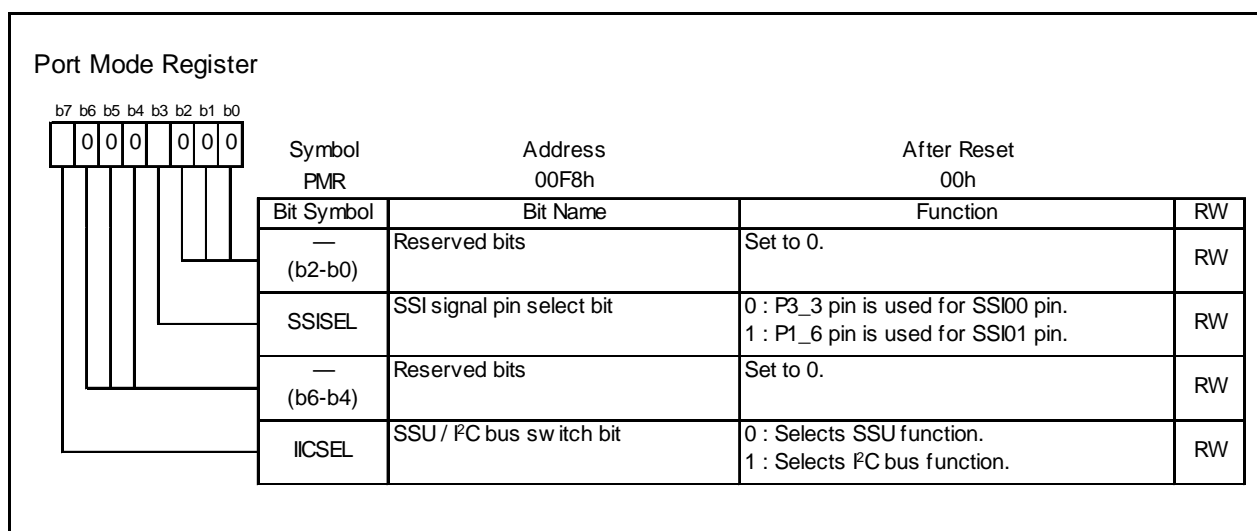 Port Mode Register
b7 b6 b5 b4 b3 b2 b1 b0
0 0 0 0 0 0
Symbol Address After Reset
PMR 00F8h 00h
Bit Symbol Bit Name Function RW
— (b2-b0) Reserved bits Set to 0. RW
SSISEL SSI signal pin select bit 0 : P3_3 pin is used for SSI00 pin. RW
1 : P1_6 pin is used for SSI01 pin.
— (b6-b4) Reserved bits Set to 0. RW
IICSEL SSU / I²C bus switch bit 0 : Selects SSU function. RW
1 : Selects I²C bus function.